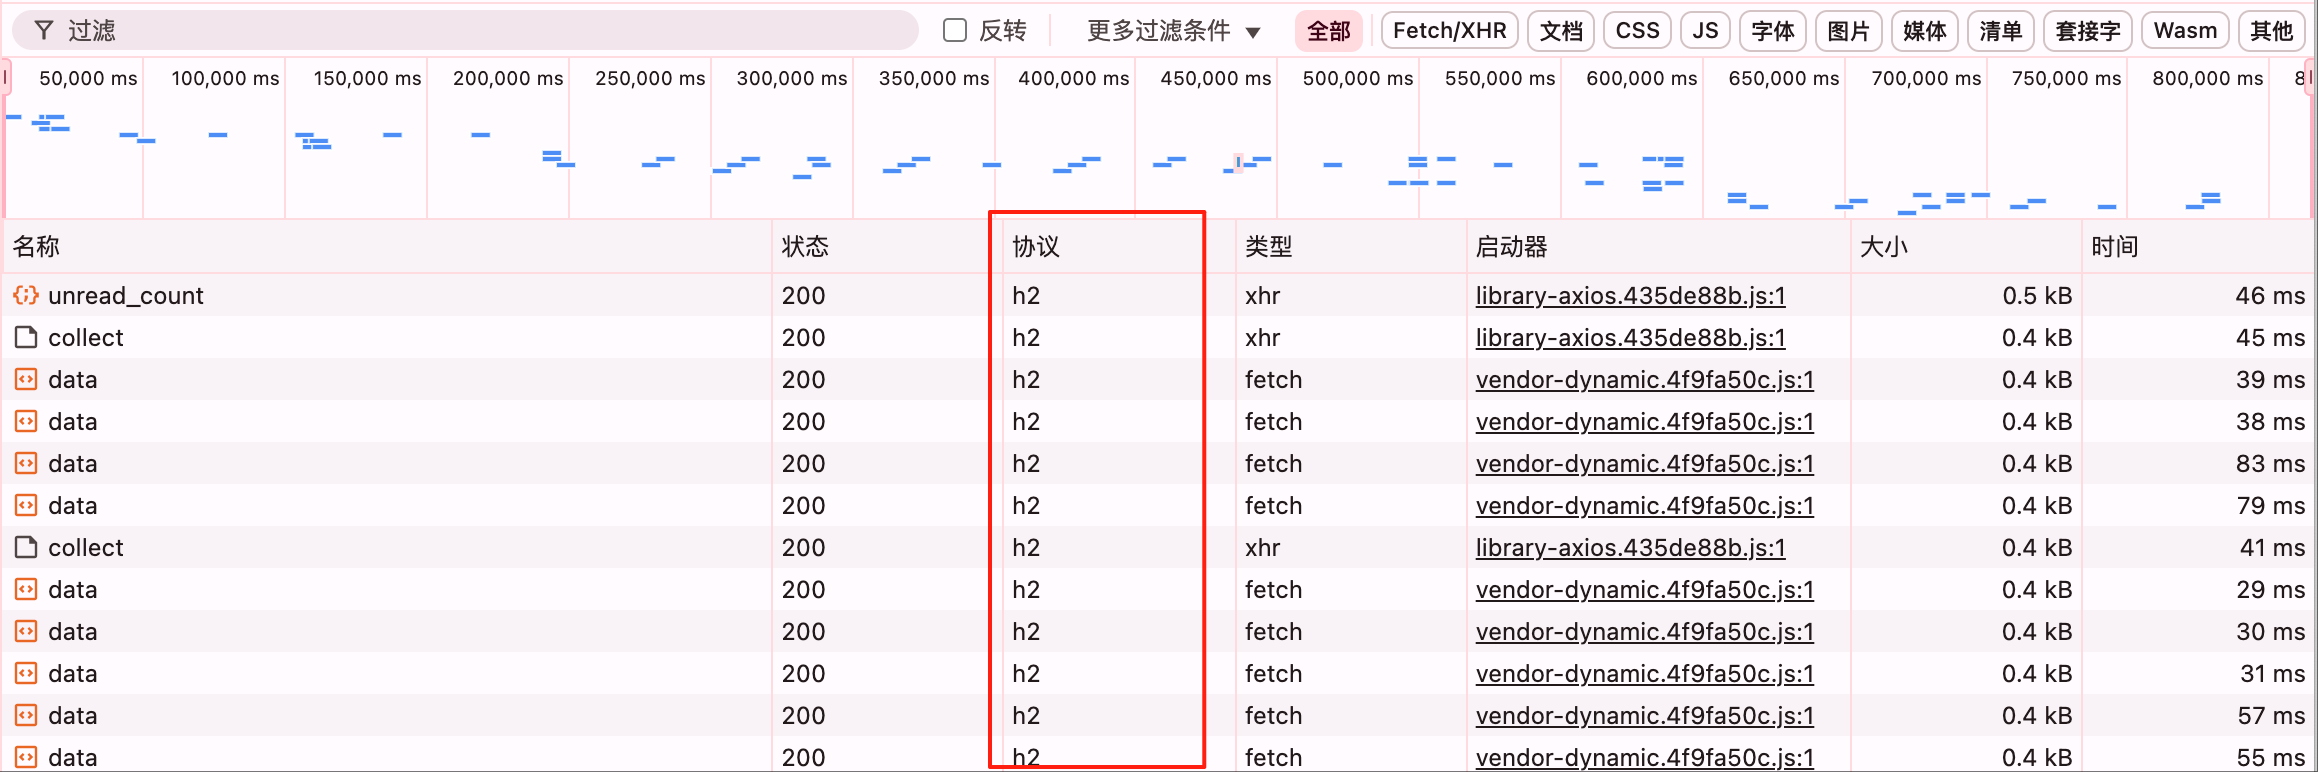 过滤 反转 更多过滤条件 全部 Fetch/XHR 文档 CSS JS 字体 图片 媒体 清单 套接字 Wasm 其他
50,000 ms 100,000 ms 150,000 ms 200,000 ms 250,000 ms 300,000 ms 350,000 ms 400,000 ms 450,000 ms 500,000 ms 550,000 ms 600,000 ms 650,000 ms 700,000 ms 750,000 ms 800,000 ms
名称 状态 协议 类型 启动器 大小 时间
unread_count 200 h2 xhr library-axios.435de88b.js:1 0.5 kB 46 ms
collect 200 h2 xhr library-axios.435de88b.js:1 0.4 kB 45 ms
data 200 h2 fetch vendor-dynamic.4f9fa50c.js:1 0.4 kB 39 ms
data 200 h2 fetch vendor-dynamic.4f9fa50c.js:1 0.4 kB 38 ms
data 200 h2 fetch vendor-dynamic.4f9fa50c.js:1 0.4 kB 83 ms
data 200 h2 fetch vendor-dynamic.4f9fa50c.js:1 0.4 kB 79 ms
collect 200 h2 xhr library-axios.435de88b.js:1 0.4 kB 41 ms
data 200 h2 fetch vendor-dynamic.4f9fa50c.js:1 0.4 kB 29 ms
data 200 h2 fetch vendor-dynamic.4f9fa50c.js:1 0.4 kB 30 ms
data 200 h2 fetch vendor-dynamic.4f9fa50c.js:1 0.4 kB 31 ms
data 200 h2 fetch vendor-dynamic.4f9fa50c.js:1 0.4 kB 57 ms
data 200 h2 fetch vendor-dynamic.4f9fa50c.js:1 0.4 kB 55 ms